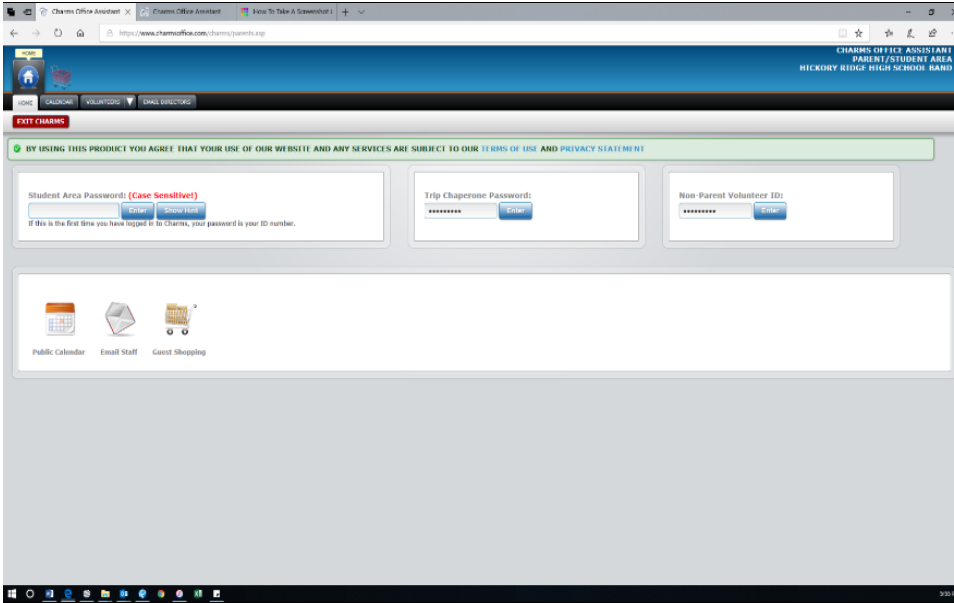 Charms Office Assistant
Charms Office Assistant
How To Take A Screenshot
https://www.charmsoffice.com/charms/parents.asp
HOME
CHARMS OFFICE ASSISTANT
PARENT/STUDENT AREA
HICKORY RIDGE HIGH SCHOOL BAND
HOME CALENDAR VOLUNTEERS EMAIL DIRECTORS
EXIT CHARMS
BY USING THIS PRODUCT YOU AGREE THAT YOUR USE OF OUR WEBSITE AND ANY SERVICES ARE SUBJECT TO OUR TERMS OF USE AND PRIVACY STATEMENT
Student Area Password: (Case Sensitive!)
Enter Show Hint
If this is the first time you have logged in to Charms, your password is your ID number.
Trip Chaperone Password:
Enter
Non-Parent Volunteer ID:
Enter
Public Calendar Email Staff Guest Shopping